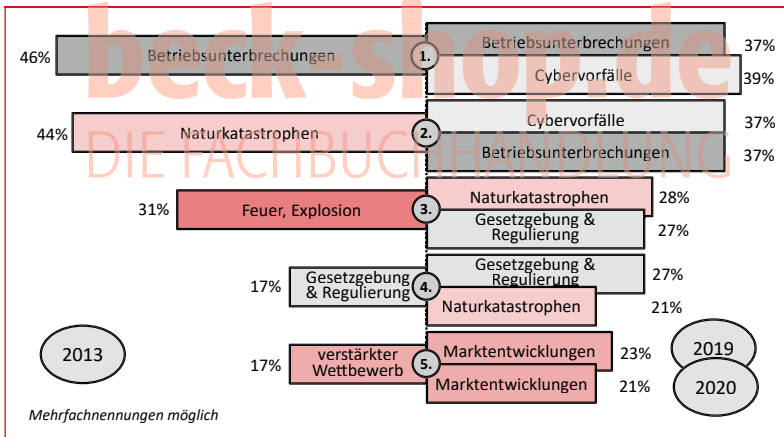 beck-shop.de
DIE FACHBUCHHANDLUNG
46%
Betriebsunterbrechungen
1.
Betriebsunterbrechungen
37%
Cybervorfälle
39%
44%
Naturkatastrophen
2.
Cybervorfälle
37%
Betriebsunterbrechungen
37%
31%
Feuer, Explosion
3.
Naturkatastrophen
28%
Gesetzgebung &
Regulierung
27%
17%
Gesetzgebung
& Regulierung
4.
Gesetzgebung &
Regulierung
27%
Naturkatastrophen
21%
17%
verstärkter
Wettbewerb
5.
Marktentwicklungen
23%
Marktentwicklungen
21%
2013
2019
2020
Mehrfachnennungen möglich